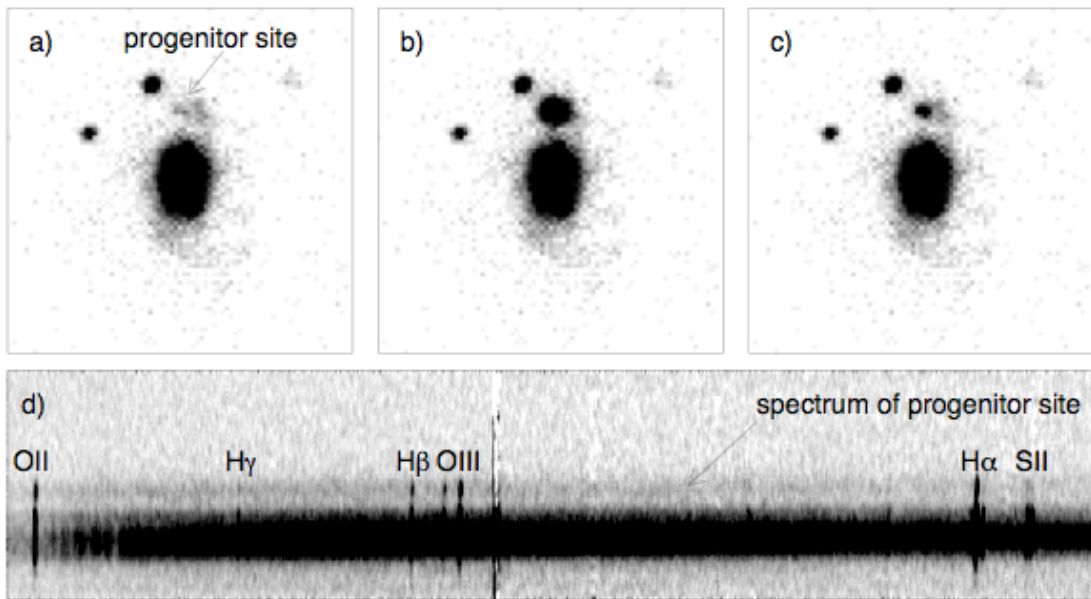 a)
progenitor site
b)
c)
d)
spectrum of progenitor site
OII
Hγ
Hβ
OIII
Hα
SII